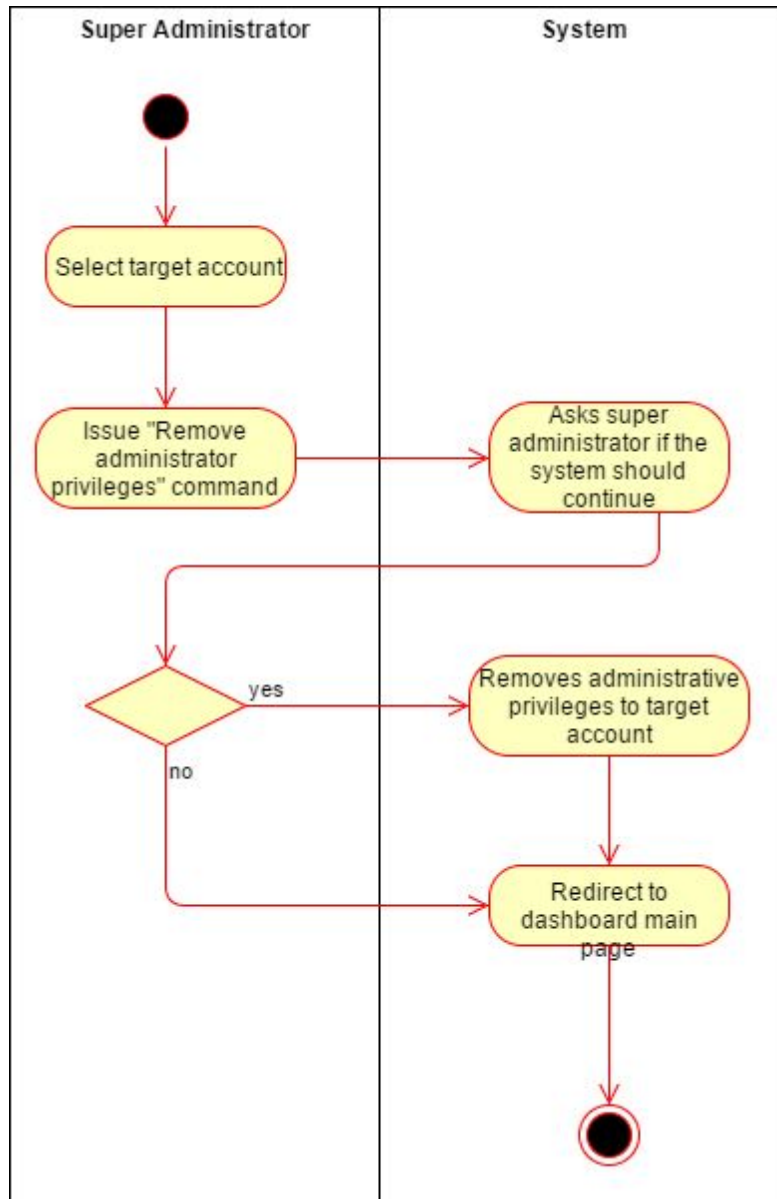 Super Administrator
System
Select target account
Issue "Remove
administrator
privileges" command
Asks super
administrator if the
system should
continue
yes
Removes administrative
privileges to target
account
no
Redirect to
dashboard main
page